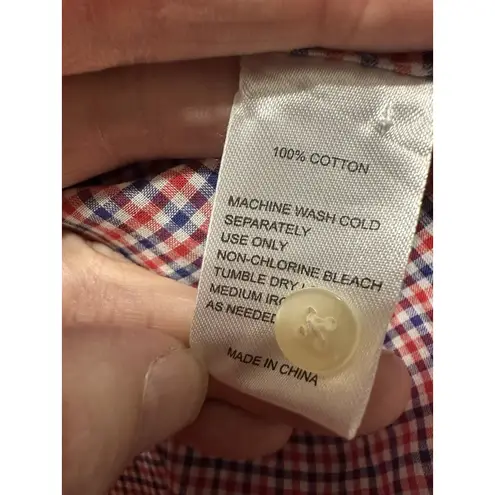 100% COTTON
MACHINE WASH COLD
SEPARATELY
USE ONLY
NON-CHLORINE BLEACH
TUMBLE DRY
MEDIUM
AS NEEDED
MADE IN CHINA